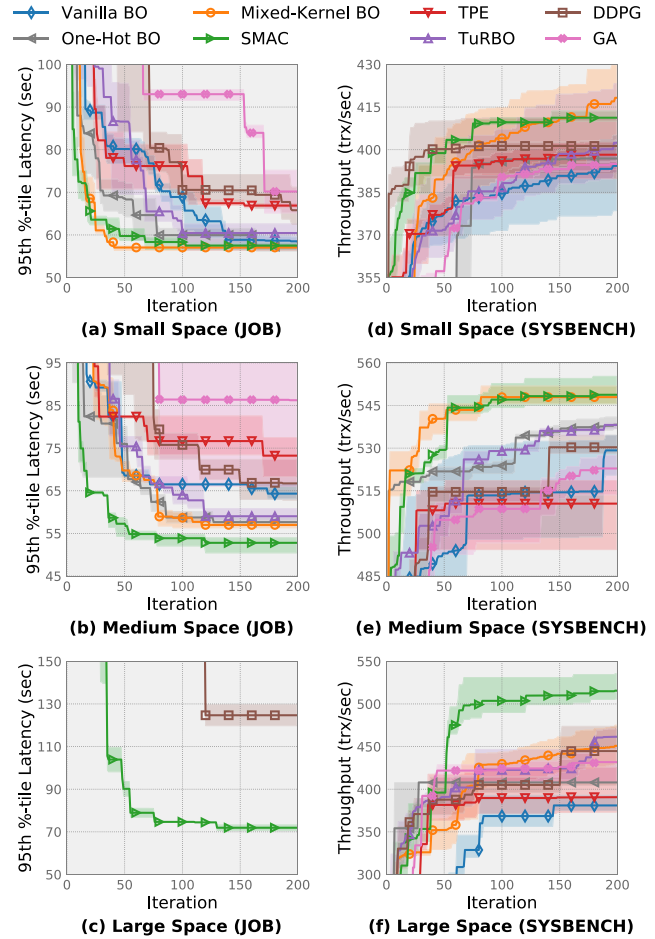 Vanilla BO Mixed-Kernel BO TPE DDPG
One-Hot BO SMAC TuRBO GA
95th %-tile Latency (sec)
100
90
80
70
60
50
0 50 100 150 200
Iteration
(a) Small Space (JOB)
Throughput (trx/sec)
430
415
400
385
370
355
0 50 100 150 200
Iteration
(d) Small Space (SYSBENCH)
95th %-tile Latency (sec)
95
85
75
65
55
45
0 50 100 150 200
Iteration
(b) Medium Space (JOB)
Throughput (trx/sec)
560
545
530
515
500
485
0 50 100 150 200
Iteration
(e) Medium Space (SYSBENCH)
95th %-tile Latency (sec)
150
130
110
90
70
50
0 50 100 150 200
Iteration
(c) Large Space (JOB)
Throughput (trx/sec)
550
500
450
400
350
300
0 50 100 150 200
Iteration
(f) Large Space (SYSBENCH)